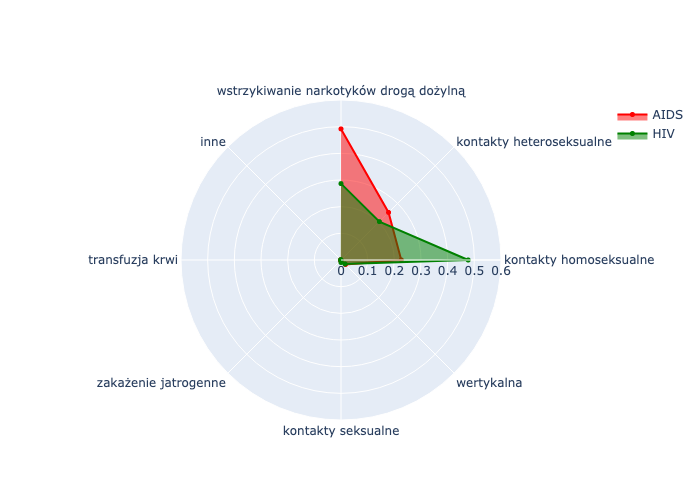 wstrzykiwanie narkotyków drogą dożylną
AIDS
HIV
inne
kontakty heteroseksualne
transfuzja krwi
kontakty homoseksualne
0 0.1 0.2 0.3 0.4 0.5 0.6
zakażenie jatrogenne
wertykalna
kontakty seksualne